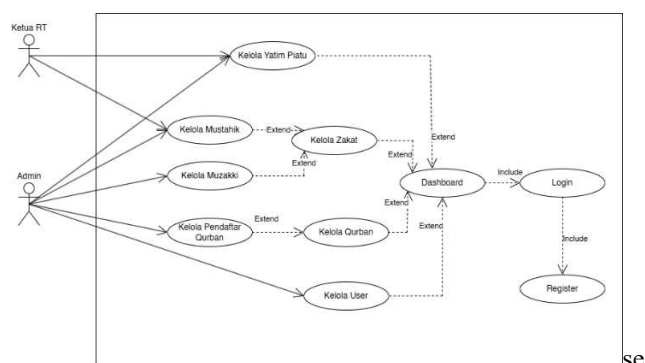 Ketua RT
Kelola Yatim Piatu
Kelola Mustahik
Extend
Kelola Zakat
Extend
Extend
Extend
Admin
Kelola Muzakki
Dashboard
Include
Login
Kelola Pendaftar
Qurban
Extend
Kelola Qurban
Extend
Extend
Include
Kelola User
Register
se